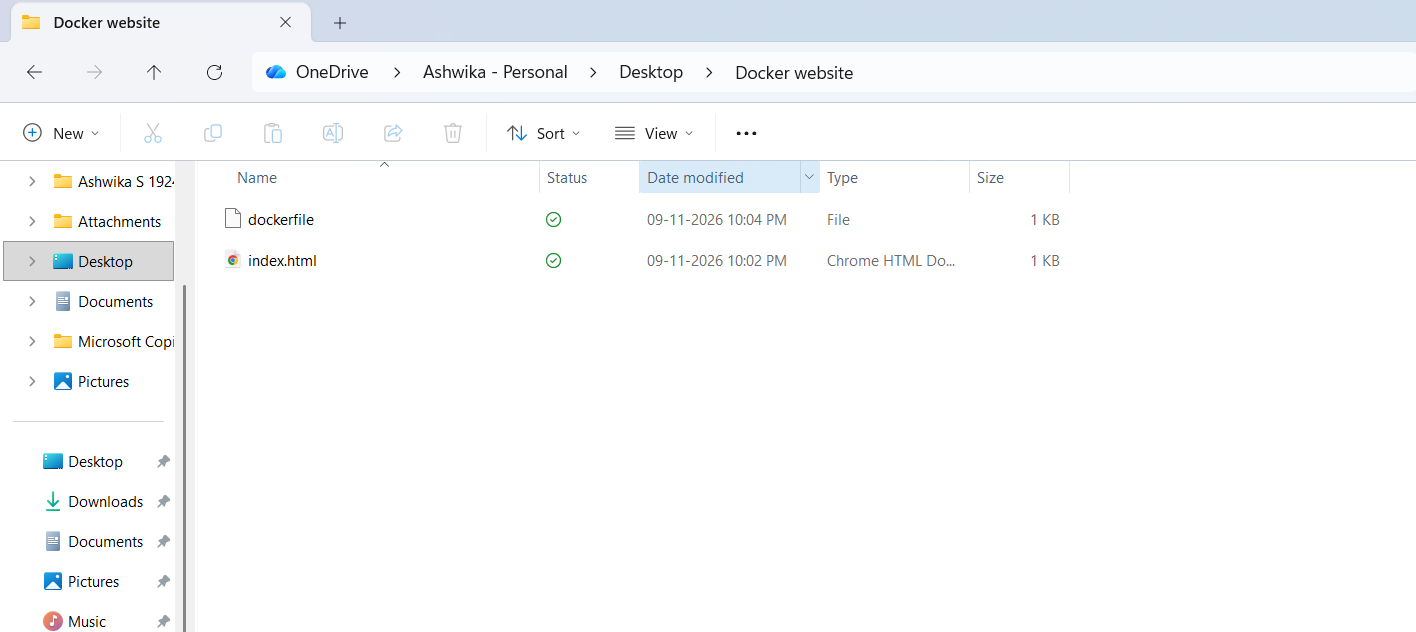 Docker website
OneDrive > Ashwika - Personal > Desktop > Docker website
New Sort View
Name Status Date modified Type Size
dockerfile 09-11-2026 10:04 PM File 1 KB
index.html 09-11-2026 10:02 PM Chrome HTML Do... 1 KB
Ashwika S 192
Attachments
Desktop
Documents
Microsoft Copi
Pictures
Desktop
Downloads
Documents
Pictures
Music